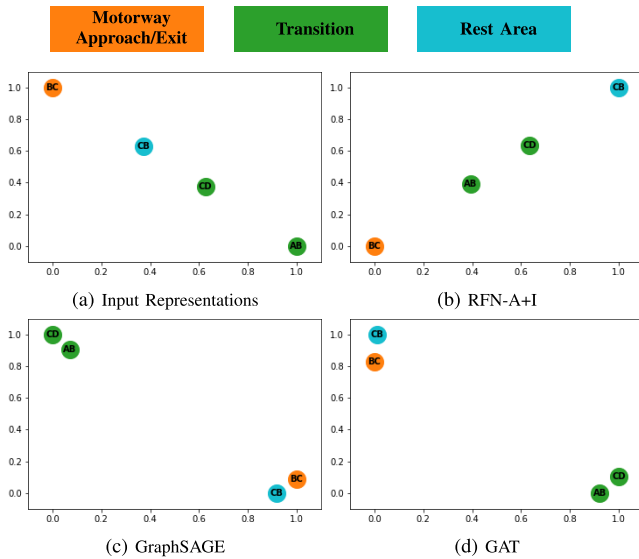 Motorway
Approach/Exit
Transition
Rest Area
1.0
0.8
0.6
0.4
0.2
0.0
0.0 0.2 0.4 0.6 0.8 1.0
BC
CB
CD
AB
(a) Input Representations
1.0
0.8
0.6
0.4
0.2
0.0
0.0 0.2 0.4 0.6 0.8 1.0
CB
CD
AB
BC
(b) RFN-A+I
1.0
0.8
0.6
0.4
0.2
0.0
0.0 0.2 0.4 0.6 0.8 1.0
CD
AB
BC
CB
(c) GraphSAGE
1.0
0.8
0.6
0.4
0.2
0.0
0.0 0.2 0.4 0.6 0.8 1.0
CB
BC
CD
AB
(d) GAT